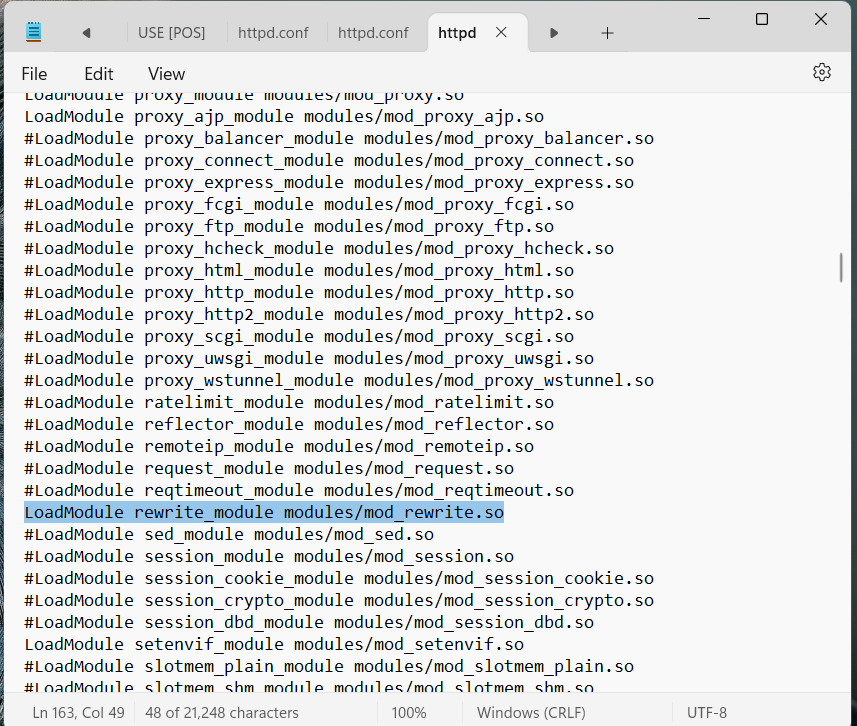 USE [POS] httpd.conf httpd.conf httpd
File Edit View
LoadModule proxy_module modules/mod_proxy.so
LoadModule proxy_ajp_module modules/mod_proxy_ajp.so
#LoadModule proxy_balancer_module modules/mod_proxy_balancer.so
#LoadModule proxy_connect_module modules/mod_proxy_connect.so
#LoadModule proxy_express_module modules/mod_proxy_express.so
#LoadModule proxy_fcgi_module modules/mod_proxy_fcgi.so
#LoadModule proxy_ftp_module modules/mod_proxy_ftp.so
#LoadModule proxy_hcheck_module modules/mod_proxy_hcheck.so
#LoadModule proxy_html_module modules/mod_proxy_html.so
#LoadModule proxy_http_module modules/mod_proxy_http.so
#LoadModule proxy_http2_module modules/mod_proxy_http2.so
#LoadModule proxy_scgi_module modules/mod_proxy_scgi.so
#LoadModule proxy_uwsgi_module modules/mod_proxy_uwsgi.so
#LoadModule proxy_wstunnel_module modules/mod_proxy_wstunnel.so
#LoadModule ratelimit_module modules/mod_ratelimit.so
#LoadModule reflector_module modules/mod_reflector.so
#LoadModule remoteip_module modules/mod_remoteip.so
#LoadModule request_module modules/mod_request.so
#LoadModule reqtimeout_module modules/mod_reqtimeout.so
LoadModule rewrite_module modules/mod_rewrite.so
#LoadModule sed_module modules/mod_sed.so
#LoadModule session_module modules/mod_session.so
#LoadModule session_cookie_module modules/mod_session_cookie.so
#LoadModule session_crypto_module modules/mod_session_crypto.so
#LoadModule session_dbd_module modules/mod_session_dbd.so
LoadModule setenvif_module modules/mod_setenvif.so
#LoadModule slotmem_plain_module modules/mod_slotmem_plain.so
#LoadModule slotmem_shm_module modules/mod_slotmem_shm.so
Ln 163, Col 49 48 of 21,248 characters 100% Windows (CRLF) UTF-8